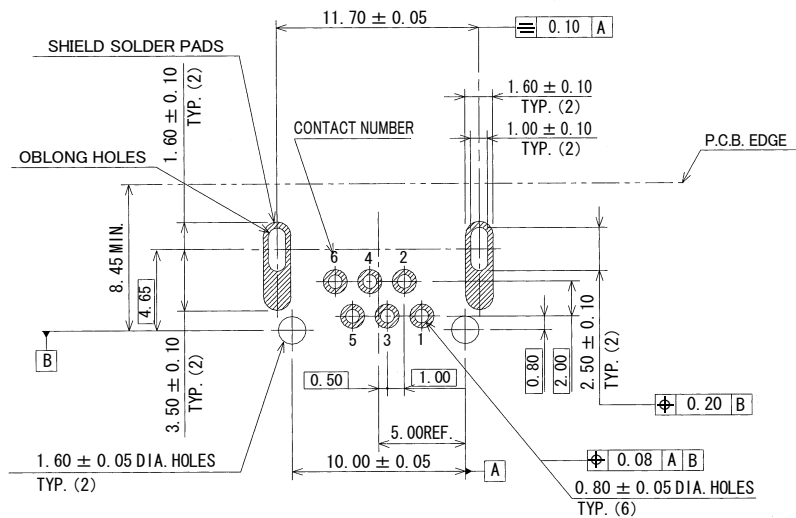 11.70 ± 0.05
⌯ 0.10 A
SHIELD SOLDER PADS
1.60 ± 0.10
TYP. (2)
1.60 ± 0.10
TYP. (2)
1.00 ± 0.10
TYP. (2)
CONTACT NUMBER
OBLONG HOLES
P.C.B. EDGE
8.45 MIN.
4.65
6 4 2
5 3 1
B
3.50 ± 0.10
TYP. (2)
0.50
1.00
0.80
2.00
2.50 ± 0.10
TYP. (2)
⌖ 0.20 B
5.00REF.
10.00 ± 0.05
A
⌖ 0.08 A B
1.60 ± 0.05 DIA. HOLES
TYP. (2)
0.80 ± 0.05 DIA. HOLES
TYP. (6)